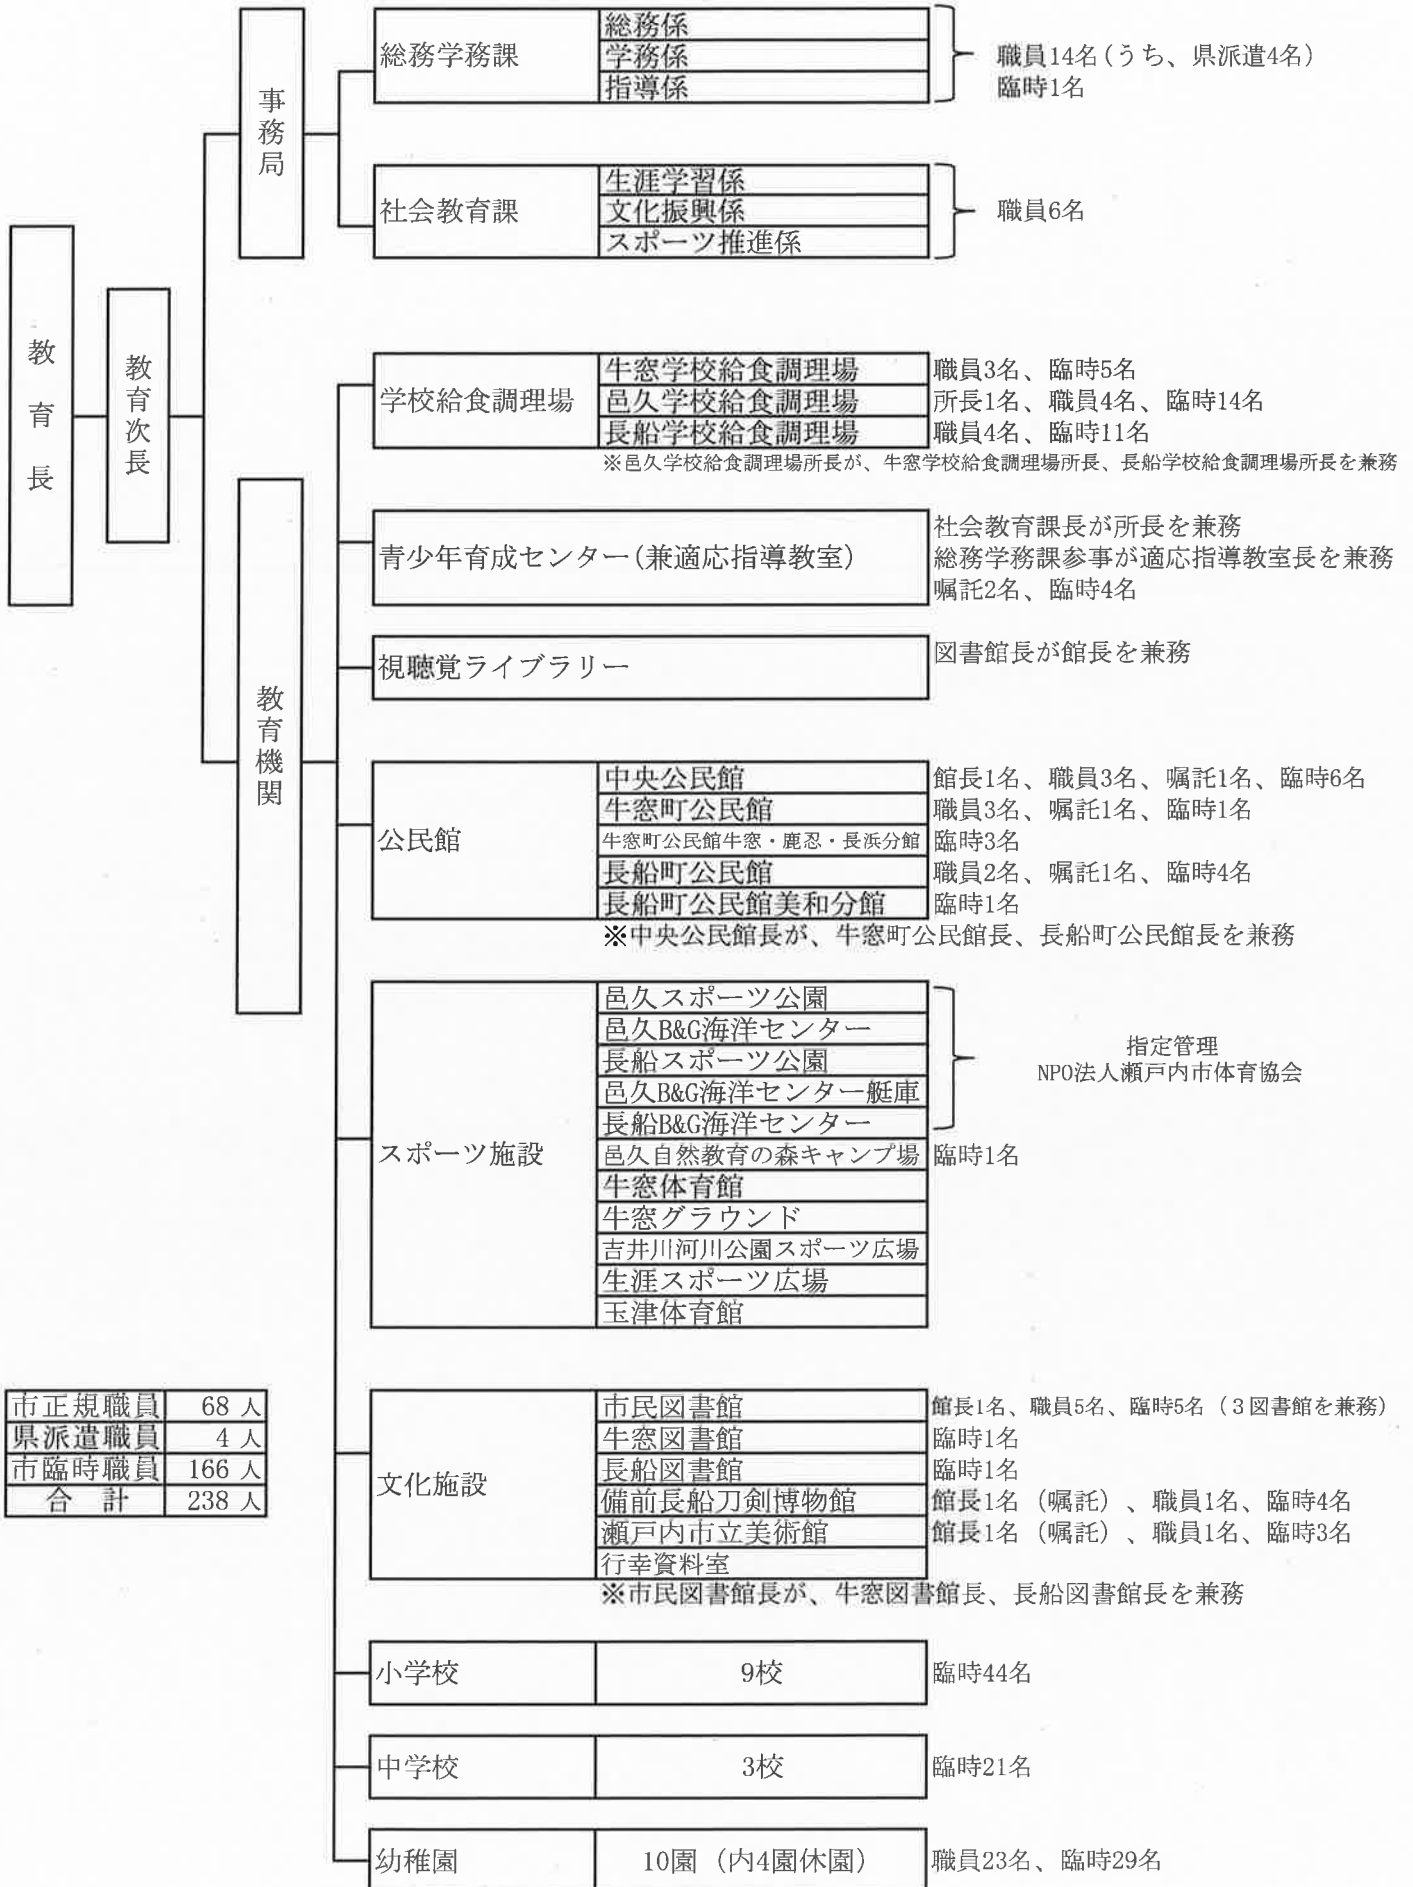 教育長
教育次長
事務局
総務学務課
総務係
学務係
指導係
職員14名(うち、県派遣4名)
臨時1名
社会教育課
生涯学習係
文化振興係
スポーツ推進係
職員6名
教育機関
学校給食調理場
牛窓学校給食調理場 職員3名、臨時5名
邑久学校給食調理場 所長1名、職員4名、臨時14名
長船学校給食調理場 職員4名、臨時11名
※邑久学校給食調理場所長が、牛窓学校給食調理場所長、長船学校給食調理場所長を兼務
青少年育成センター(兼適応指導教室)
社会教育課長が所長を兼務
総務学務課参事が適応指導教室長を兼務
嘱託2名、臨時4名
視聴覚ライブラリー
図書館長が館長を兼務
公民館
中央公民館 館長1名、職員3名、嘱託1名、臨時6名
牛窓町公民館 職員3名、嘱託1名、臨時1名
牛窓町公民館牛窓・鹿忍・長浜分館 臨時3名
長船町公民館 職員2名、嘱託1名、臨時4名
長船町公民館美和分館 臨時1名
※中央公民館長が、牛窓町公民館長、長船町公民館長を兼務
スポーツ施設
邑久スポーツ公園
邑久B&G海洋センター
長船スポーツ公園
邑久B&G海洋センター艇庫
長船B&G海洋センター
指定管理
NPO法人瀬戸内市体育協会
邑久自然教育の森キャンプ場 臨時1名
牛窓体育館
牛窓グラウンド
吉井川河川公園スポーツ広場
生涯スポーツ広場
玉津体育館
市正規職員 68 人
県派遣職員 4 人
市臨時職員 166 人
合 計 238 人
文化施設
市民図書館 館長1名、職員5名、臨時5名（３図書館を兼務）
牛窓図書館 臨時1名
長船図書館 臨時1名
備前長船刀剣博物館 館長1名（嘱託）、職員1名、臨時4名
瀬戸内市立美術館 館長1名（嘱託）、職員1名、臨時3名
行幸資料室
※市民図書館長が、牛窓図書館長、長船図書館長を兼務
小学校 9校 臨時44名
中学校 3校 臨時21名
幼稚園 10園（内4園休園） 職員23名、臨時29名